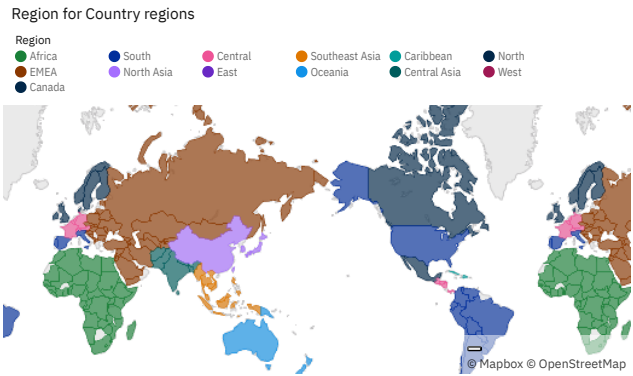 Region for Country regions
Region
Africa South Central Southeast Asia Caribbean North
EMEA North Asia East Oceania Central Asia West
Canada
© Mapbox © OpenStreetMap